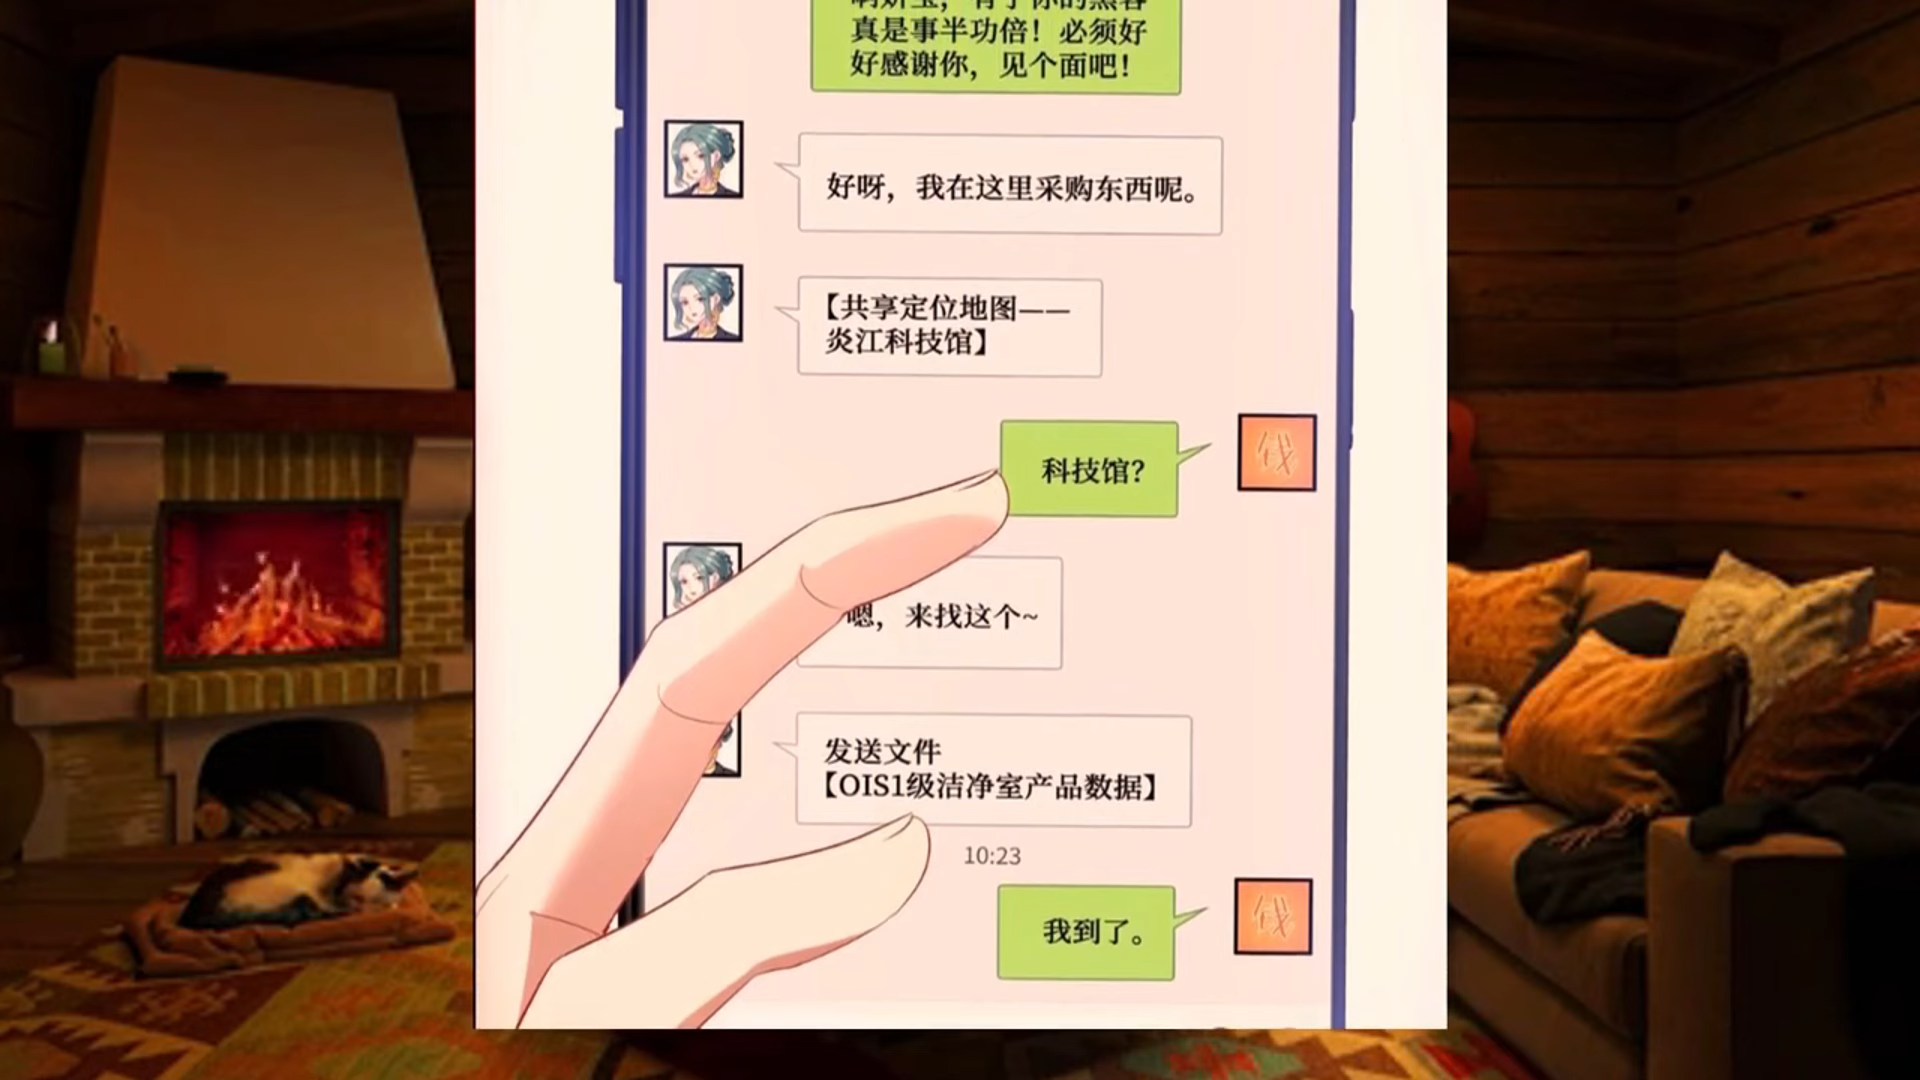 真是事半功倍！必须好
好感谢你，见个面吧！
好呀，我在这里采购东西呢。
【共享定位地图——
炎江科技馆】
科技馆？
钱
嗯，来找这个~
发送文件
【OIS1级洁净室产品数据】
10:23
我到了。
钱